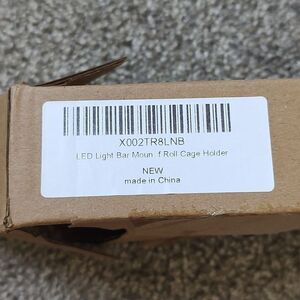 X002TR8LNB
LED Light Bar Moun. f Roll Cage Holder
NEW
made in China